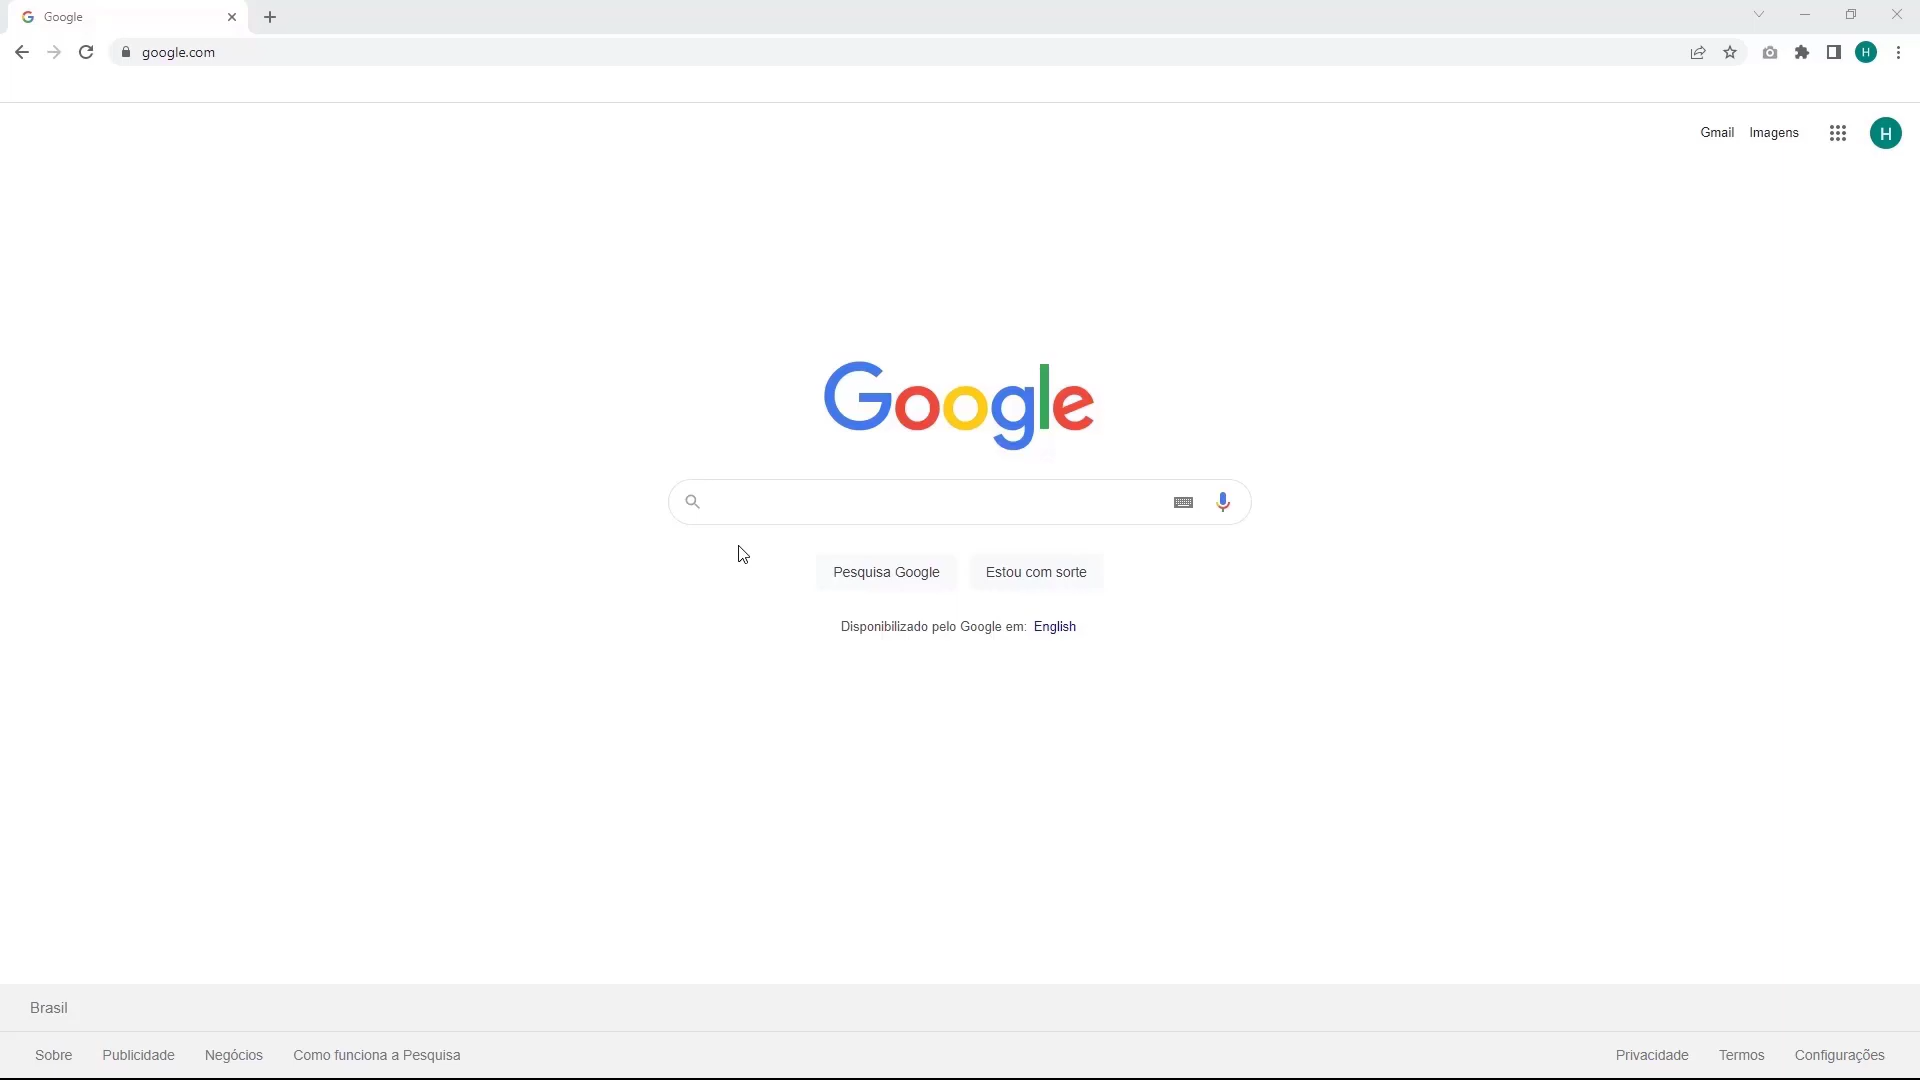 Google
google.com
H
Gmail Imagens
H
Google
Pesquisa Google Estou com sorte
Disponibilizado pelo Google em: English
Brasil
Sobre Publicidade Negócios Como funciona a Pesquisa Privacidade Termos Configurações